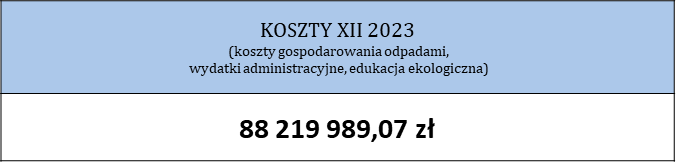 KOSZTY XII 2023
(koszty gospodarowania odpadami,
wydatki administracyjne, edukacja ekologiczna)
88 219 989,07 zł